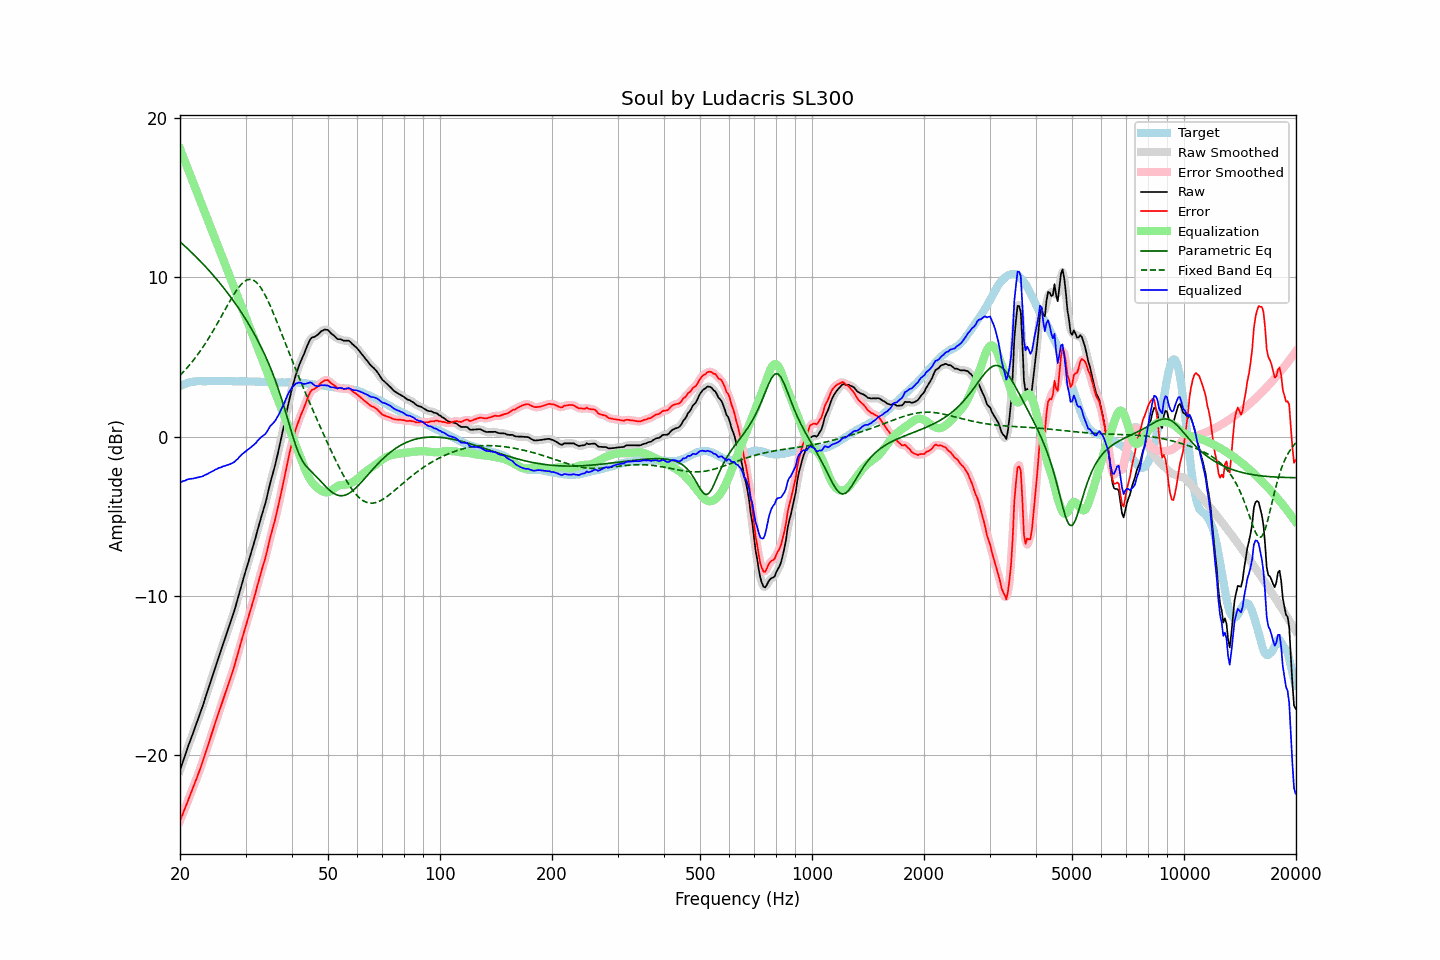 Soul by Ludacris SL300
Amplitude (dBr)
20
10
0
−10
−20
Target
Raw Smoothed
Error Smoothed
Raw
Error
Equalization
Parametric Eq
Fixed Band Eq
Equalized
20 50 100 200 500 1000 2000 5000 10000 20000
Frequency (Hz)